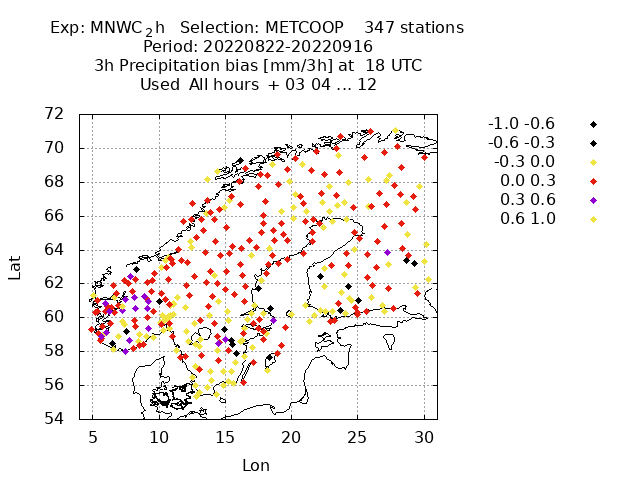 Exp: MNWC_2h   Selection: METCOOP    347 stations
Period: 20220822-20220916
3h Precipitation bias [mm/3h] at  18 UTC
Used  All hours  + 03 04 ... 12
-1.0 -0.6
-0.6 -0.3
-0.3 0.0
0.0 0.3
0.3 0.6
0.6 1.0
72
70
68
66
64
62
60
58
56
54
Lat
5 10 15 20 25 30
Lon